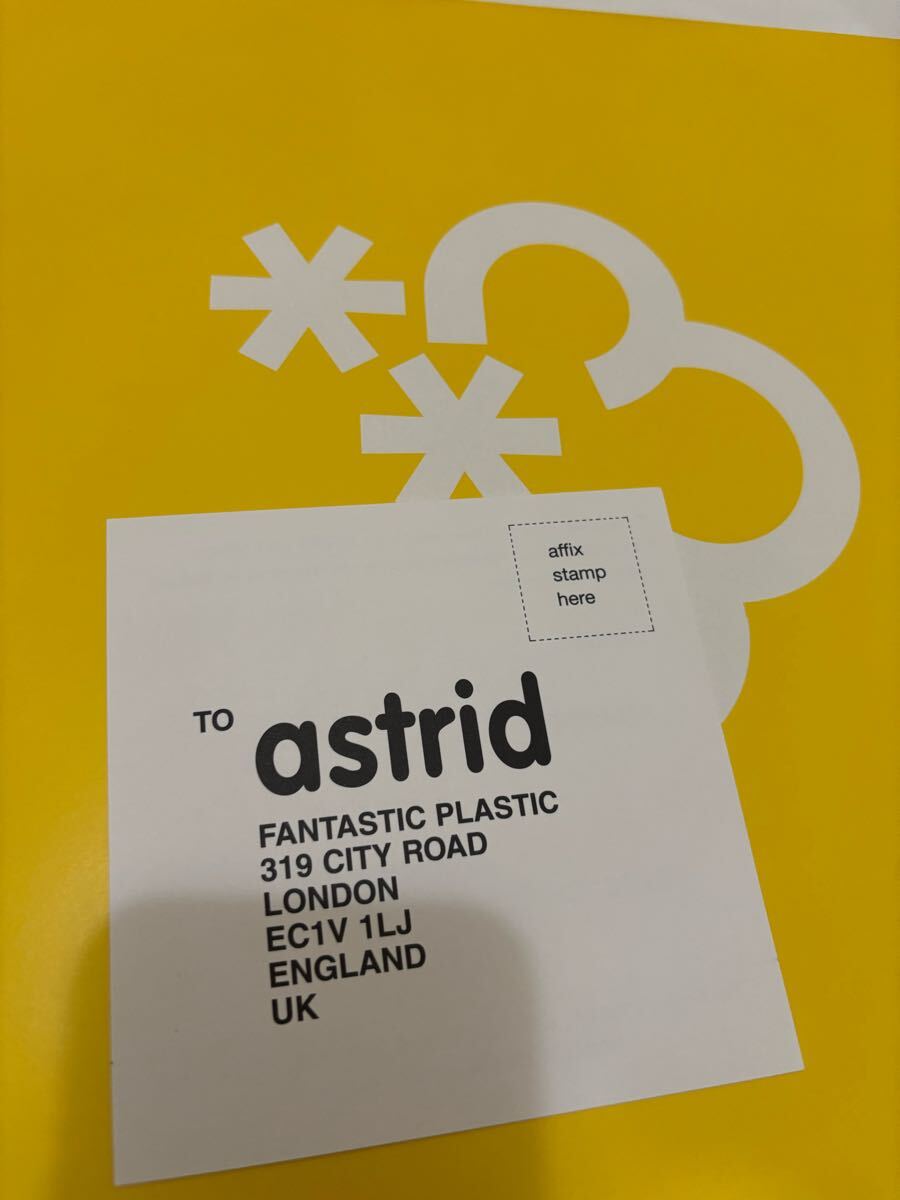 affix
stamp
here
TO astrid
FANTASTIC PLASTIC
319 CITY ROAD
LONDON
EC1V 1LJ
ENGLAND
UK